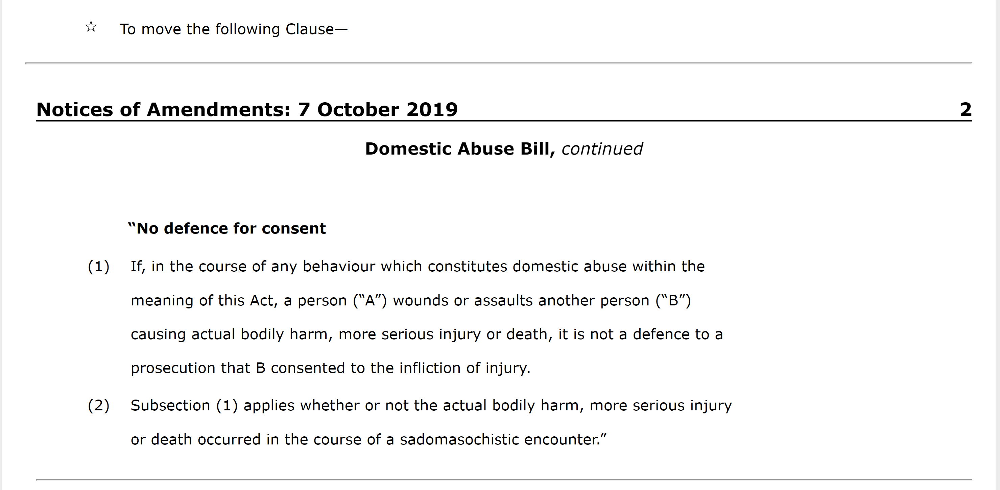 ☆ To move the following Clause—
Notices of Amendments: 7 October 2019 2
Domestic Abuse Bill, continued
“No defence for consent
(1) If, in the course of any behaviour which constitutes domestic abuse within the
meaning of this Act, a person (“A”) wounds or assaults another person (“B”)
causing actual bodily harm, more serious injury or death, it is not a defence to a
prosecution that B consented to the infliction of injury.
(2) Subsection (1) applies whether or not the actual bodily harm, more serious injury
or death occurred in the course of a sadomasochistic encounter.”